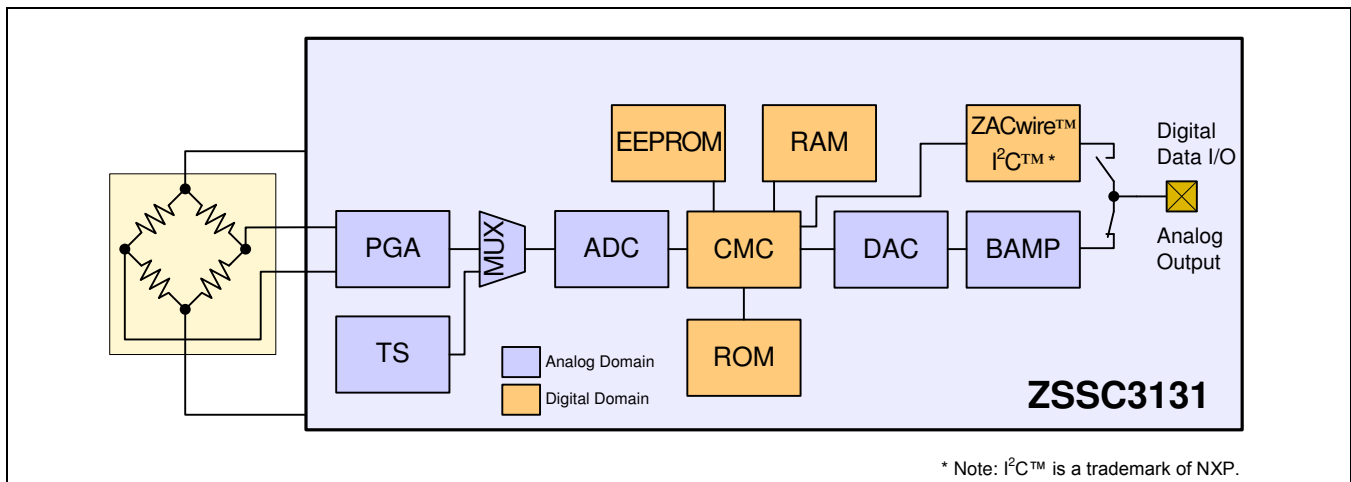 EEPROM
RAM
ZACwire™
I²C™ *
Digital
Data I/O
PGA
MUX
ADC
CMC
DAC
BAMP
Analog
Output
TS
Analog Domain
Digital Domain
ROM
ZSSC3131
* Note: I²C™ is a trademark of NXP.